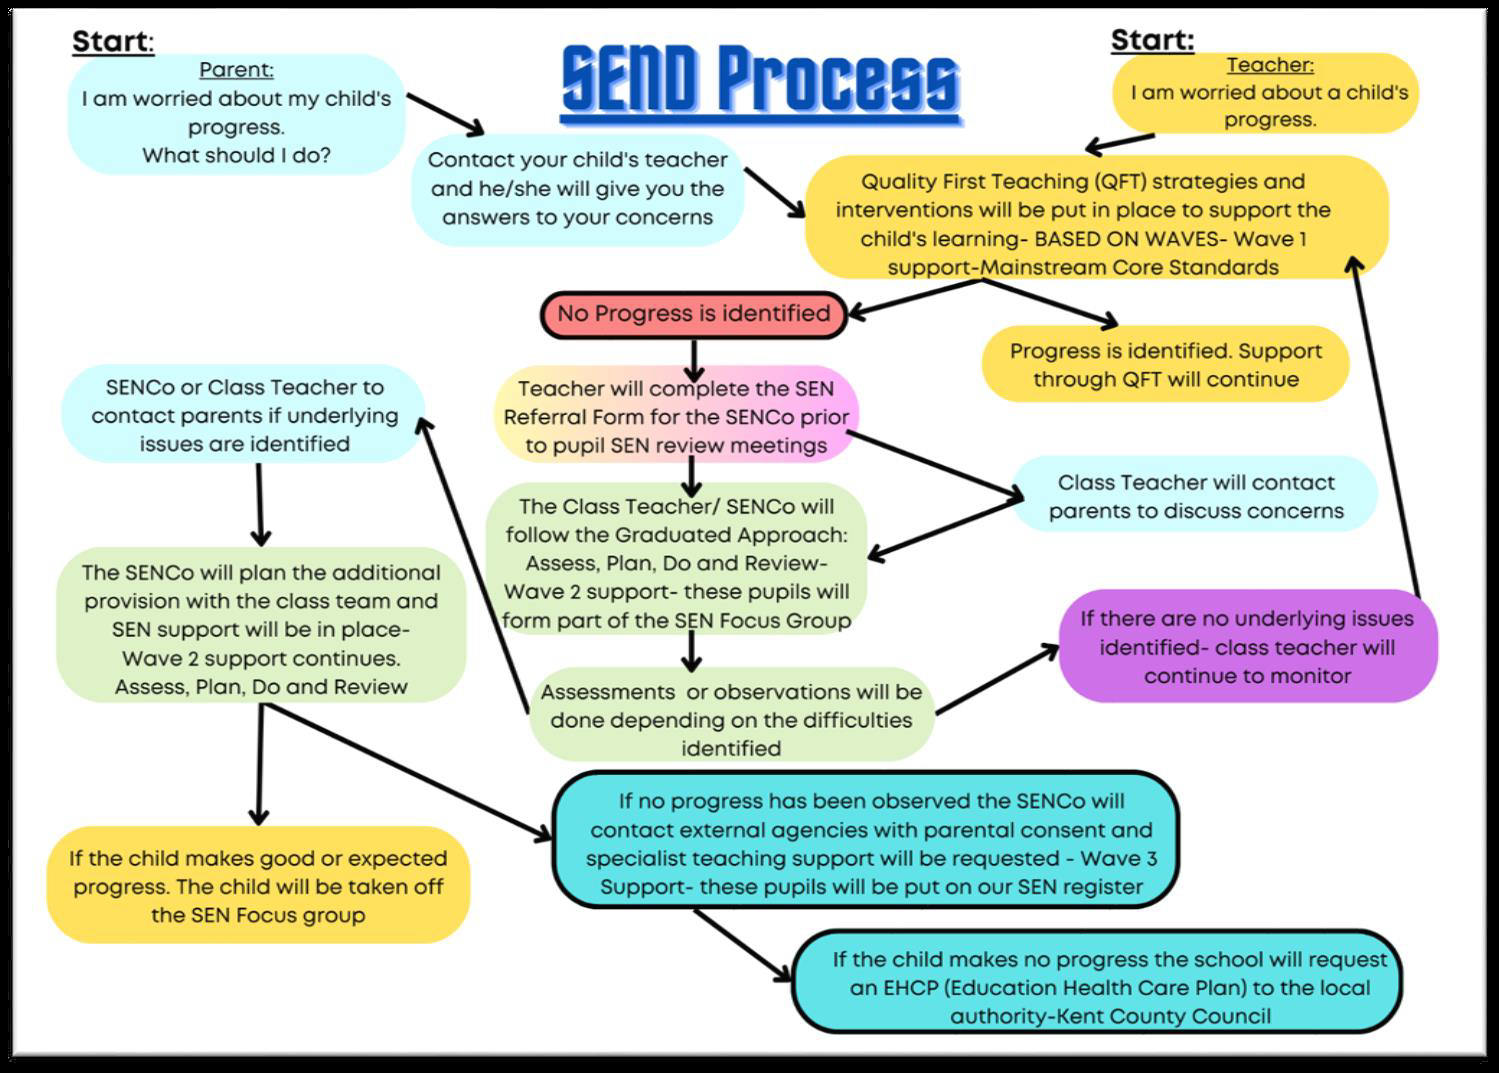 Start:
Parent:
I am worried about my child's
progress.
What should I do?
SEND Process
Start:
Teacher:
I am worried about a child's
progress.
Contact your child's teacher
and he/she will give you the
answers to your concerns
Quality First Teaching (QFT) strategies and
interventions will be put in place to support the
child's learning- BASED ON WAVES- Wave 1
support-Mainstream Core Standards
No Progress is identified
Progress is identified. Support
through QFT will continue
Teacher will complete the SEN
Referral Form for the SENCo prior
to pupil SEN review meetings
SENCo or Class Teacher to
contact parents if underlying
issues are identified
Class Teacher will contact
parents to discuss concerns
The Class Teacher/ SENCo will
follow the Graduated Approach:
Assess, Plan, Do and Review-
Wave 2 support- these pupils will
form part of the SEN Focus Group
The SENCo will plan the additional
provision with the class team and
SEN support will be in place-
Wave 2 support continues.
Assess, Plan, Do and Review
If there are no underlying issues
identified- class teacher will
continue to monitor
Assessments or observations will be
done depending on the difficulties
identified
If no progress has been observed the SENCo will
contact external agencies with parental consent and
specialist teaching support will be requested - Wave 3
Support- these pupils will be put on our SEN register
If the child makes good or expected
progress. The child will be taken off
the SEN Focus group
If the child makes no progress the school will request
an EHCP (Education Health Care Plan) to the local
authority-Kent County Council